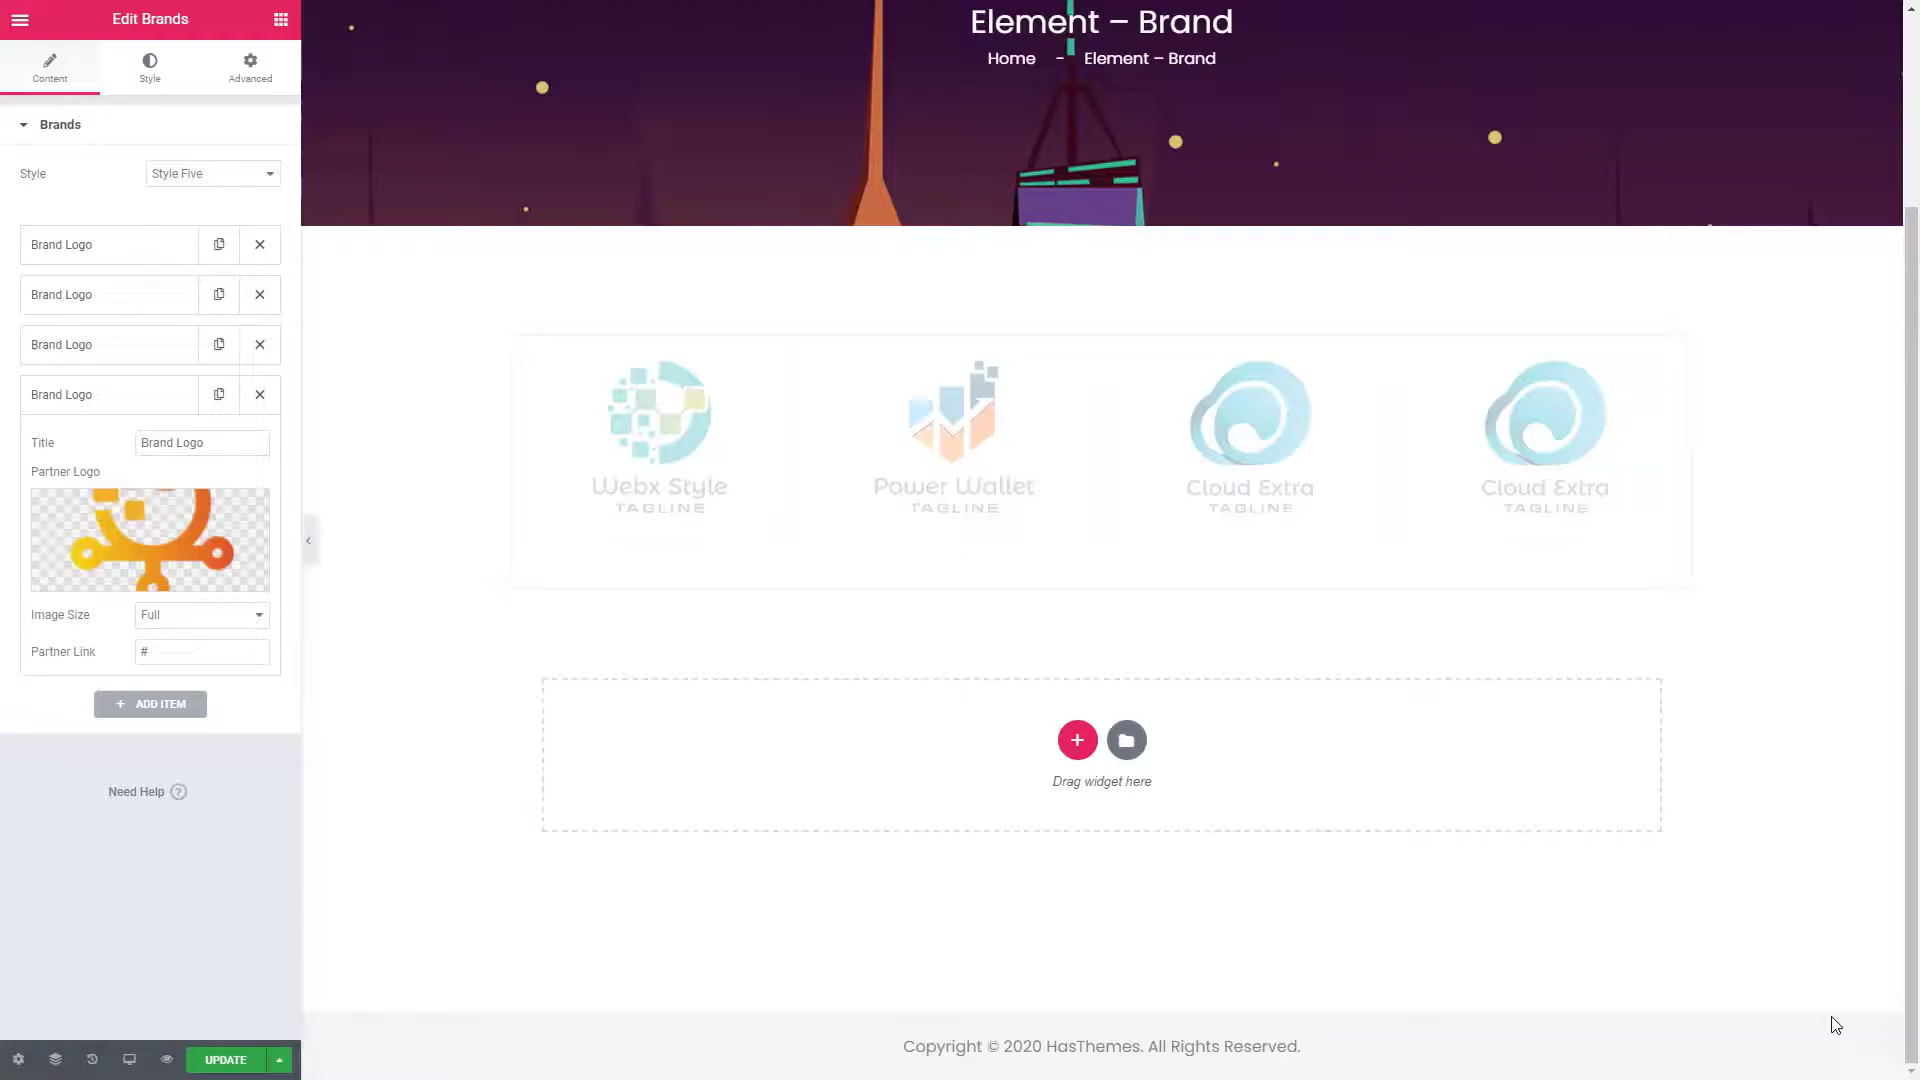 Edit Brands
Content
Style
Advanced
Brands
Style
Style Five
Brand Logo
Brand Logo
Brand Logo
Brand Logo
Title
Brand Logo
Partner Logo
Image Size
Full
Partner Link
#
+ ADD ITEM
Need Help ?
UPDATE
Element – Brand
Home - Element – Brand
Webx Style
TAGLINE
Power Wallet
TAGLINE
Cloud Extra
TAGLINE
Cloud Extra
TAGLINE
Drag widget here
Copyright © 2020 HasThemes. All Rights Reserved.